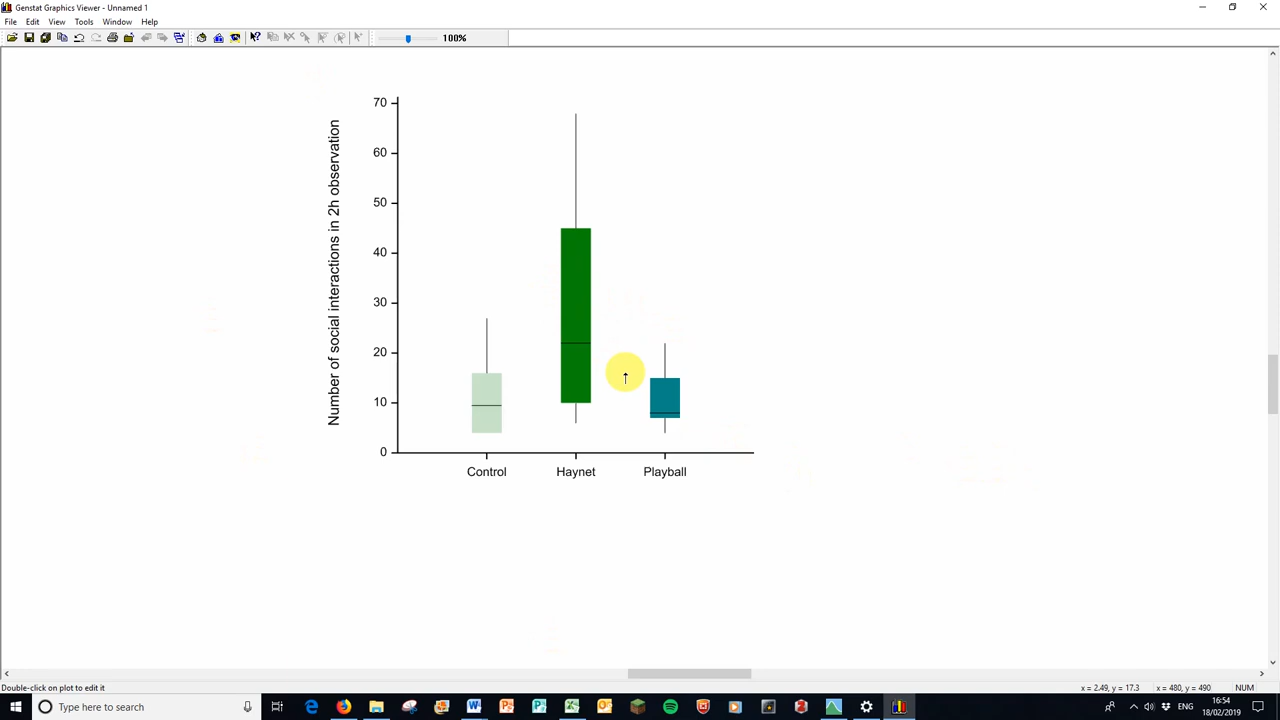 Genstat Graphics Viewer - Unnamed 1
File Edit View Tools Window Help
100%
70
60
50
40
30
20
10
0
Number of social interactions in 2h observation
Control Haynet Playball
Double-click on plot to edit it
x = 2.49, y = 17.3 x = 480, y = 490 NUM
Type here to search
ENG
16:54
18/02/2019